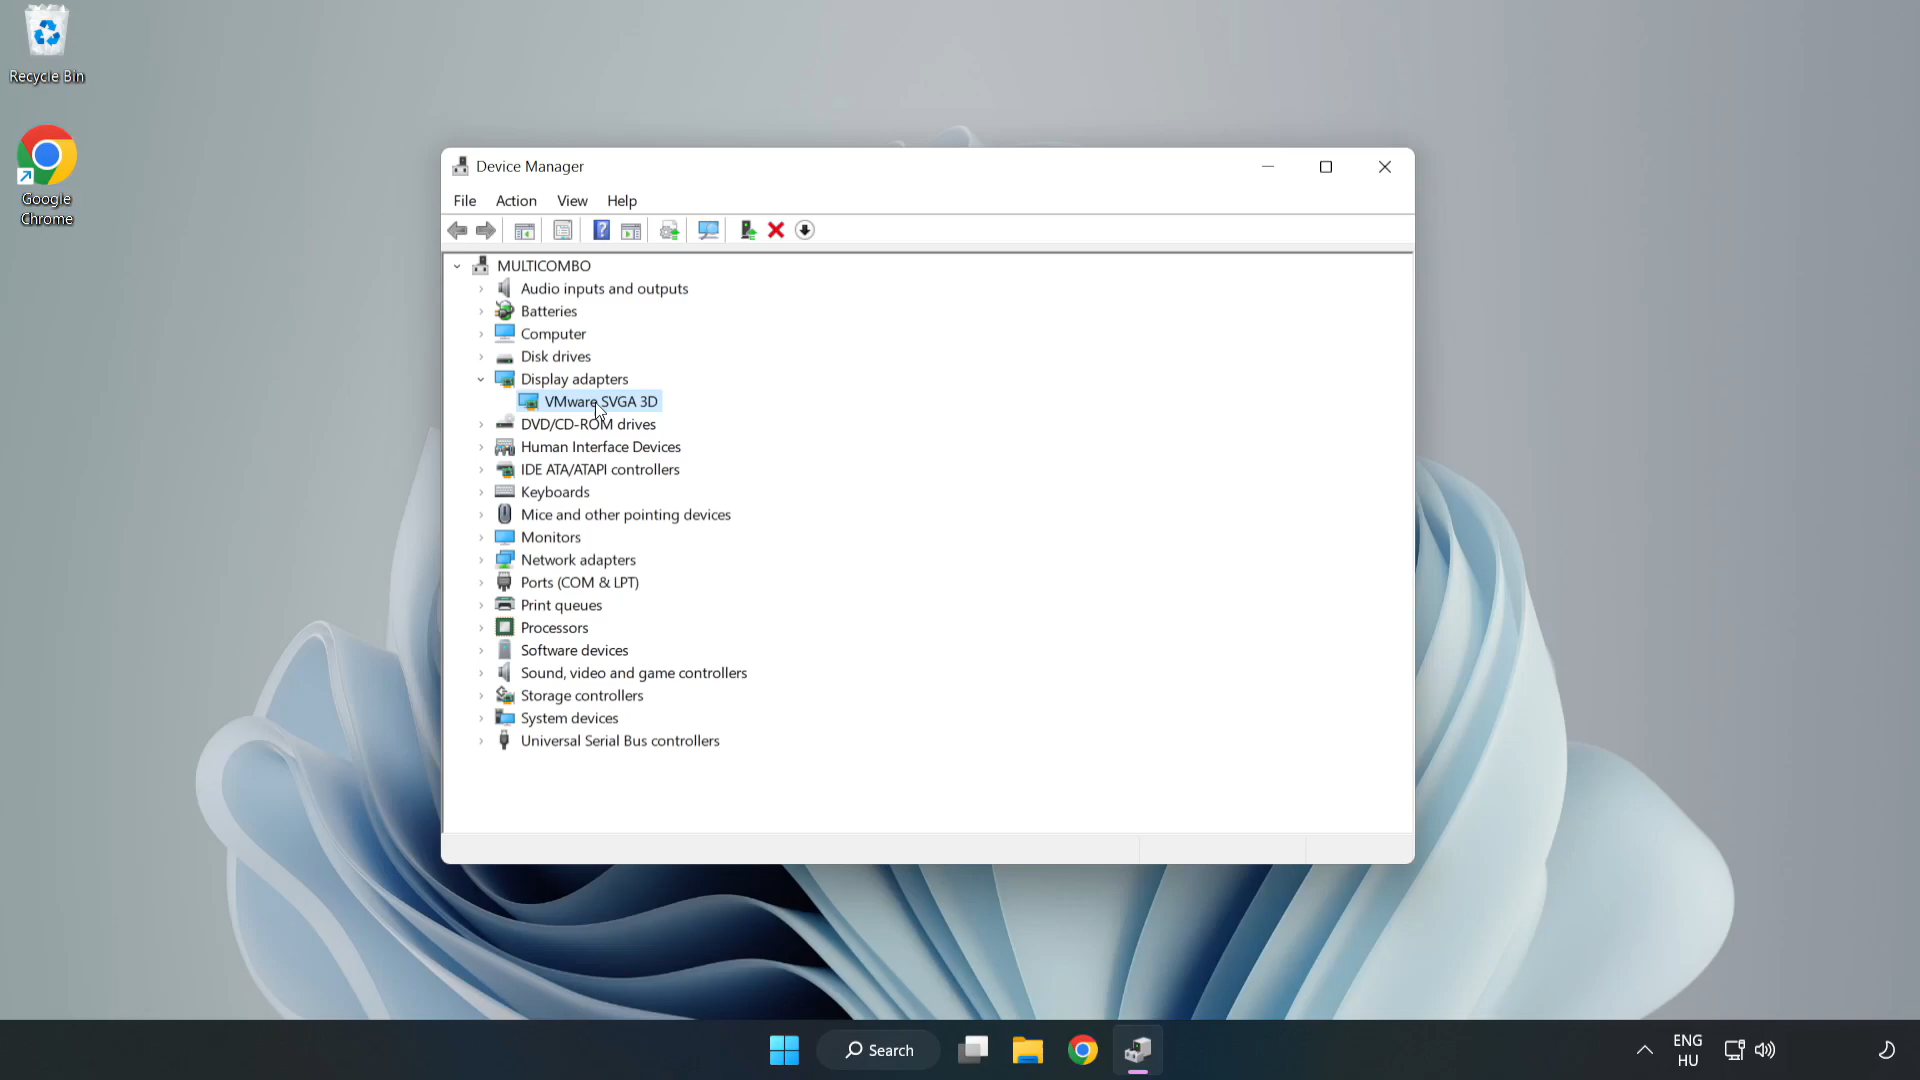 Recycle Bin
Google
Chrome
Device Manager
File Action View Help
MULTICOMBO
Audio inputs and outputs
Batteries
Computer
Disk drives
Display adapters
VMware SVGA 3D
DVD/CD-ROM drives
Human Interface Devices
IDE ATA/ATAPI controllers
Keyboards
Mice and other pointing devices
Monitors
Network adapters
Ports (COM & LPT)
Print queues
Processors
Software devices
Sound, video and game controllers
Storage controllers
System devices
Universal Serial Bus controllers
Search
ENG
HU